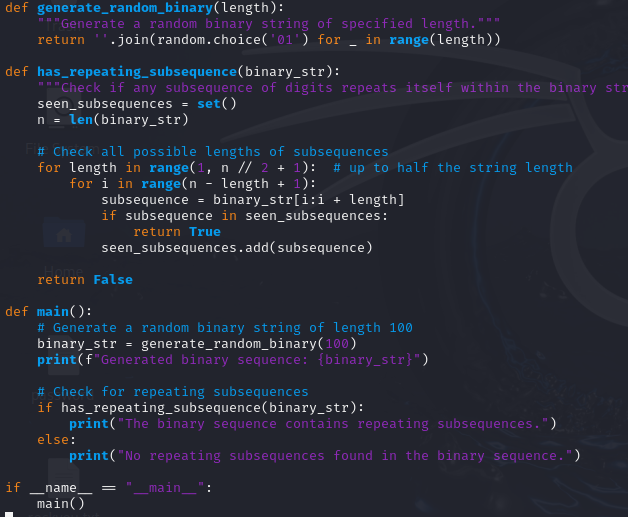 def generate_random_binary(length):
    """Generate a random binary string of specified length."""
    return ''.join(random.choice('01') for _ in range(length))

def has_repeating_subsequence(binary_str):
    """Check if any subsequence of digits repeats itself within the binary str
    seen_subsequences = set()
    n = len(binary_str)

    # Check all possible lengths of subsequences
    for length in range(1, n // 2 + 1):  # up to half the string length
        for i in range(n - length + 1):
            subsequence = binary_str[i:i + length]
            if subsequence in seen_subsequences:
                return True
            seen_subsequences.add(subsequence)

    return False

def main():
    # Generate a random binary string of length 100
    binary_str = generate_random_binary(100)
    print(f"Generated binary sequence: {binary_str}")

    # Check for repeating subsequences
    if has_repeating_subsequence(binary_str):
        print("The binary sequence contains repeating subsequences.")
    else:
        print("No repeating subsequences found in the binary sequence.")

if __name__ == "__main__":
    main()